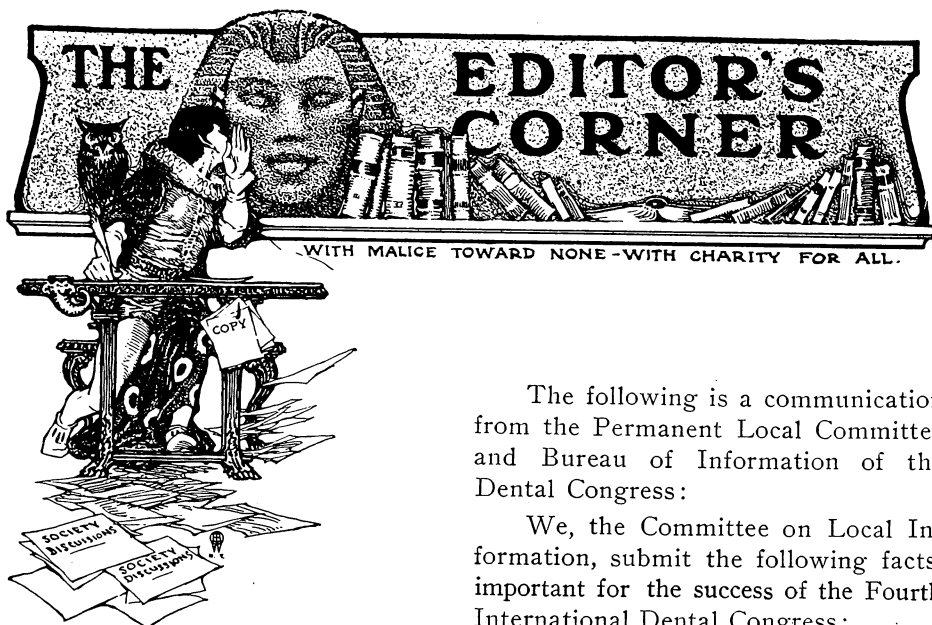 THE EDITOR'S
CORNER
WITH MALICE TOWARD NONE-WITH CHARITY FOR ALL.
COPY
SOCIETY
DISCUSSIONS
SOCIETY
DISCUSSIONS
The following is a communication
from the Permanent Local Committe
and Bureau of Information of th
Dental Congress:
We, the Committee on Local In
formation, submit the following facts
important for the success of the Fourth
International Dental Congress: